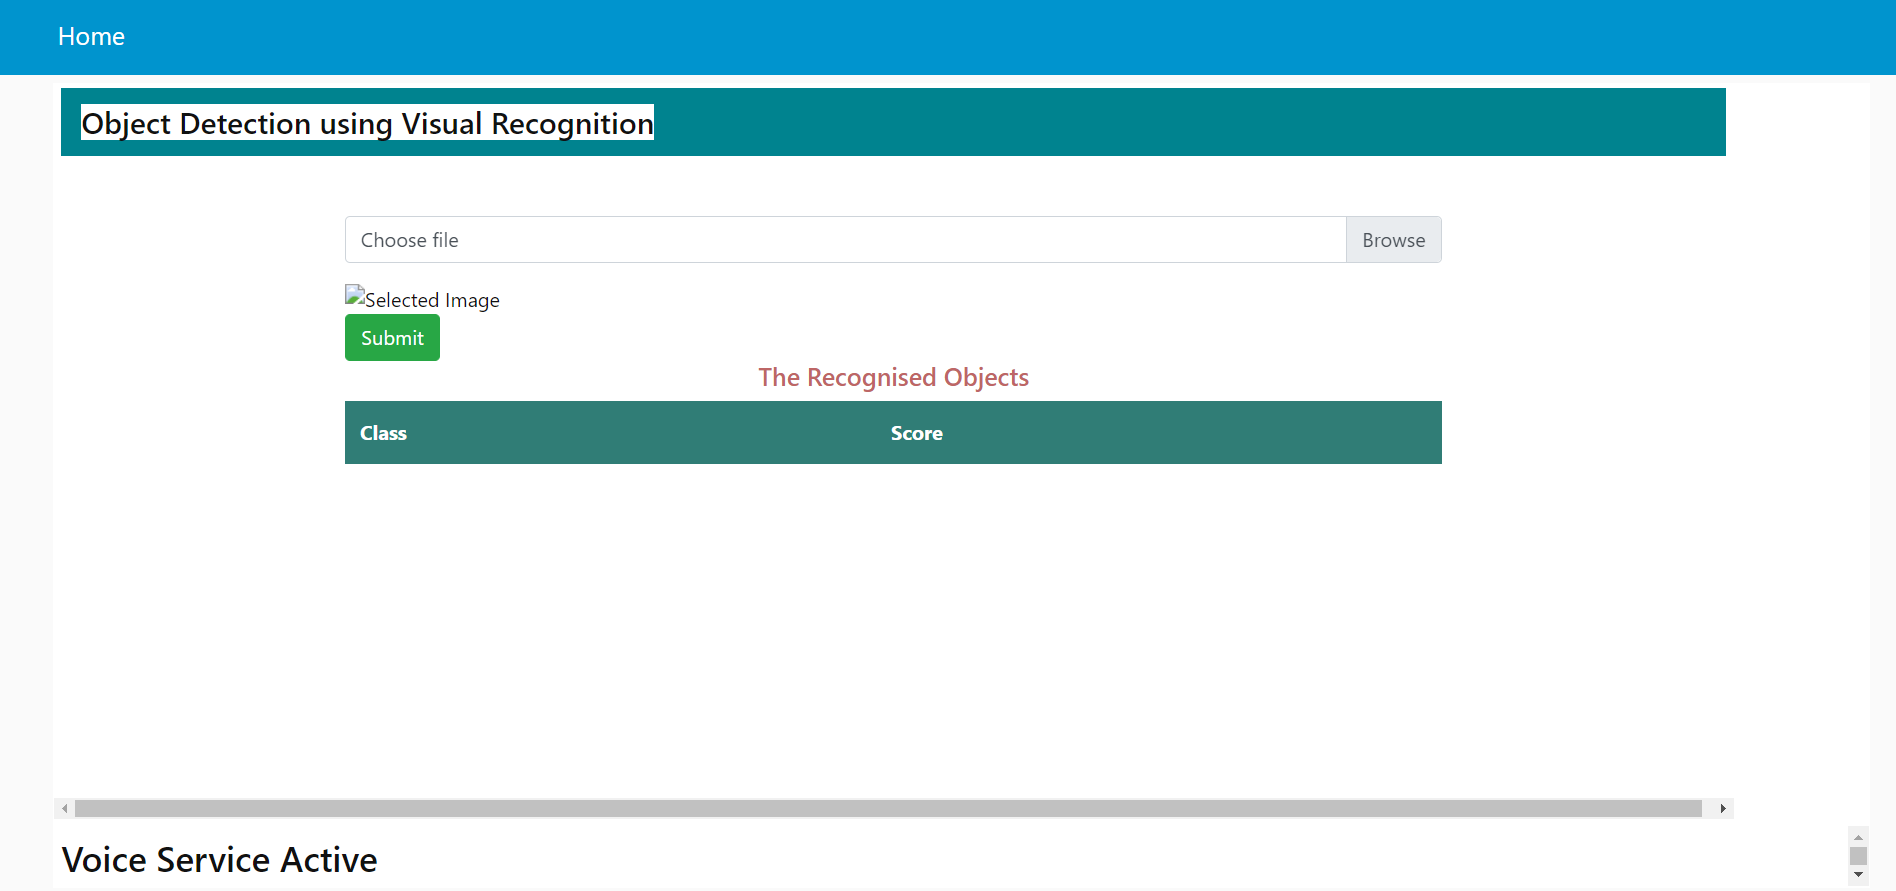 Home
Object Detection using Visual Recognition
Choose file
Browse
Selected Image
Submit
The Recognised Objects
Class Score
Voice Service Active